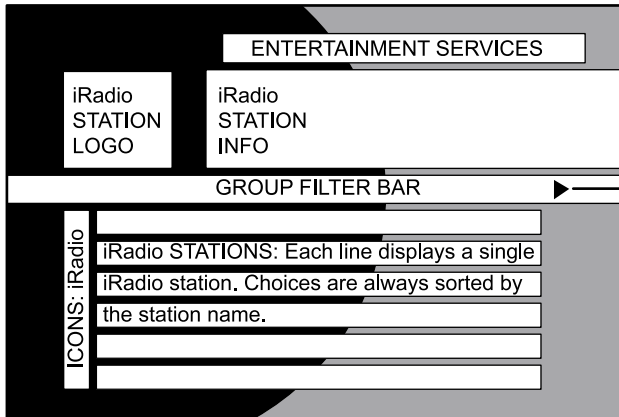 ENTERTAINMENT SERVICES
iRadio
STATION
LOGO
iRadio
STATION
INFO
GROUP FILTER BAR
ICONS: iRadio
iRadio STATIONS: Each line displays a single
iRadio station. Choices are always sorted by
the station name.